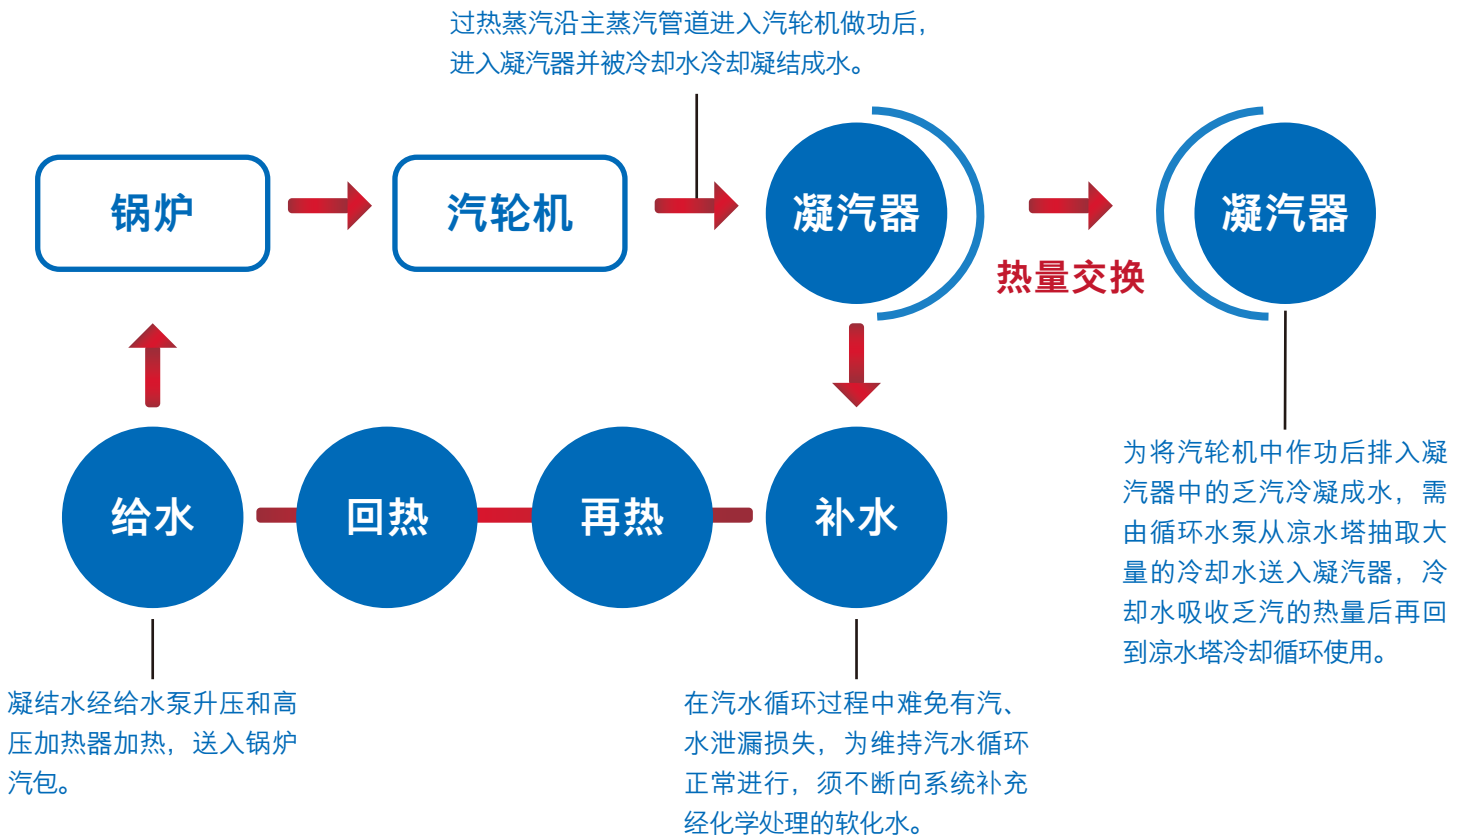 过热蒸汽沿主蒸汽管道进入汽轮机做功后，
进入凝汽器并被冷却水冷却凝结成水。
锅炉
汽轮机
凝汽器
凝汽器
热量交换
给水
回热
再热
补水
为将汽轮机中作功后排入凝
汽器中的乏汽冷凝成水，需
由循环水泵从凉水塔抽取大
量的冷却水送入凝汽器，冷
却水吸收乏汽的热量后再回
到凉水塔冷却循环使用。
凝结水经给水泵升压和高
压加热器加热，送入锅炉
汽包。
在汽水循环过程中难免有汽、
水泄漏损失，为维持汽水循环
正常进行，须不断向系统补充
经化学处理的软化水。